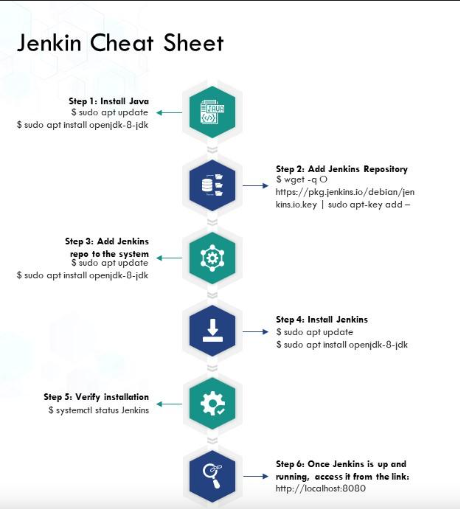 Jenkin Cheat Sheet
Step 1: Install Java
$ sudo apt update
$ sudo apt install openjdk-8-jdk
Step 2: Add Jenkins Repository
$ wget -q O
https://pkg.jenkins.io/debian/jen
kins.io.key | sudo apt-key add –
Step 3: Add Jenkins
repo to the system
$ sudo apt update
$ sudo apt install openjdk-8-jdk
Step 4: Install Jenkins
$ sudo apt update
$ sudo apt install openjdk-8-jdk
Step 5: Verify installation
$ systemctl status Jenkins
Step 6: Once Jenkins is up and
running, access it from the link:
http://localhost:8080